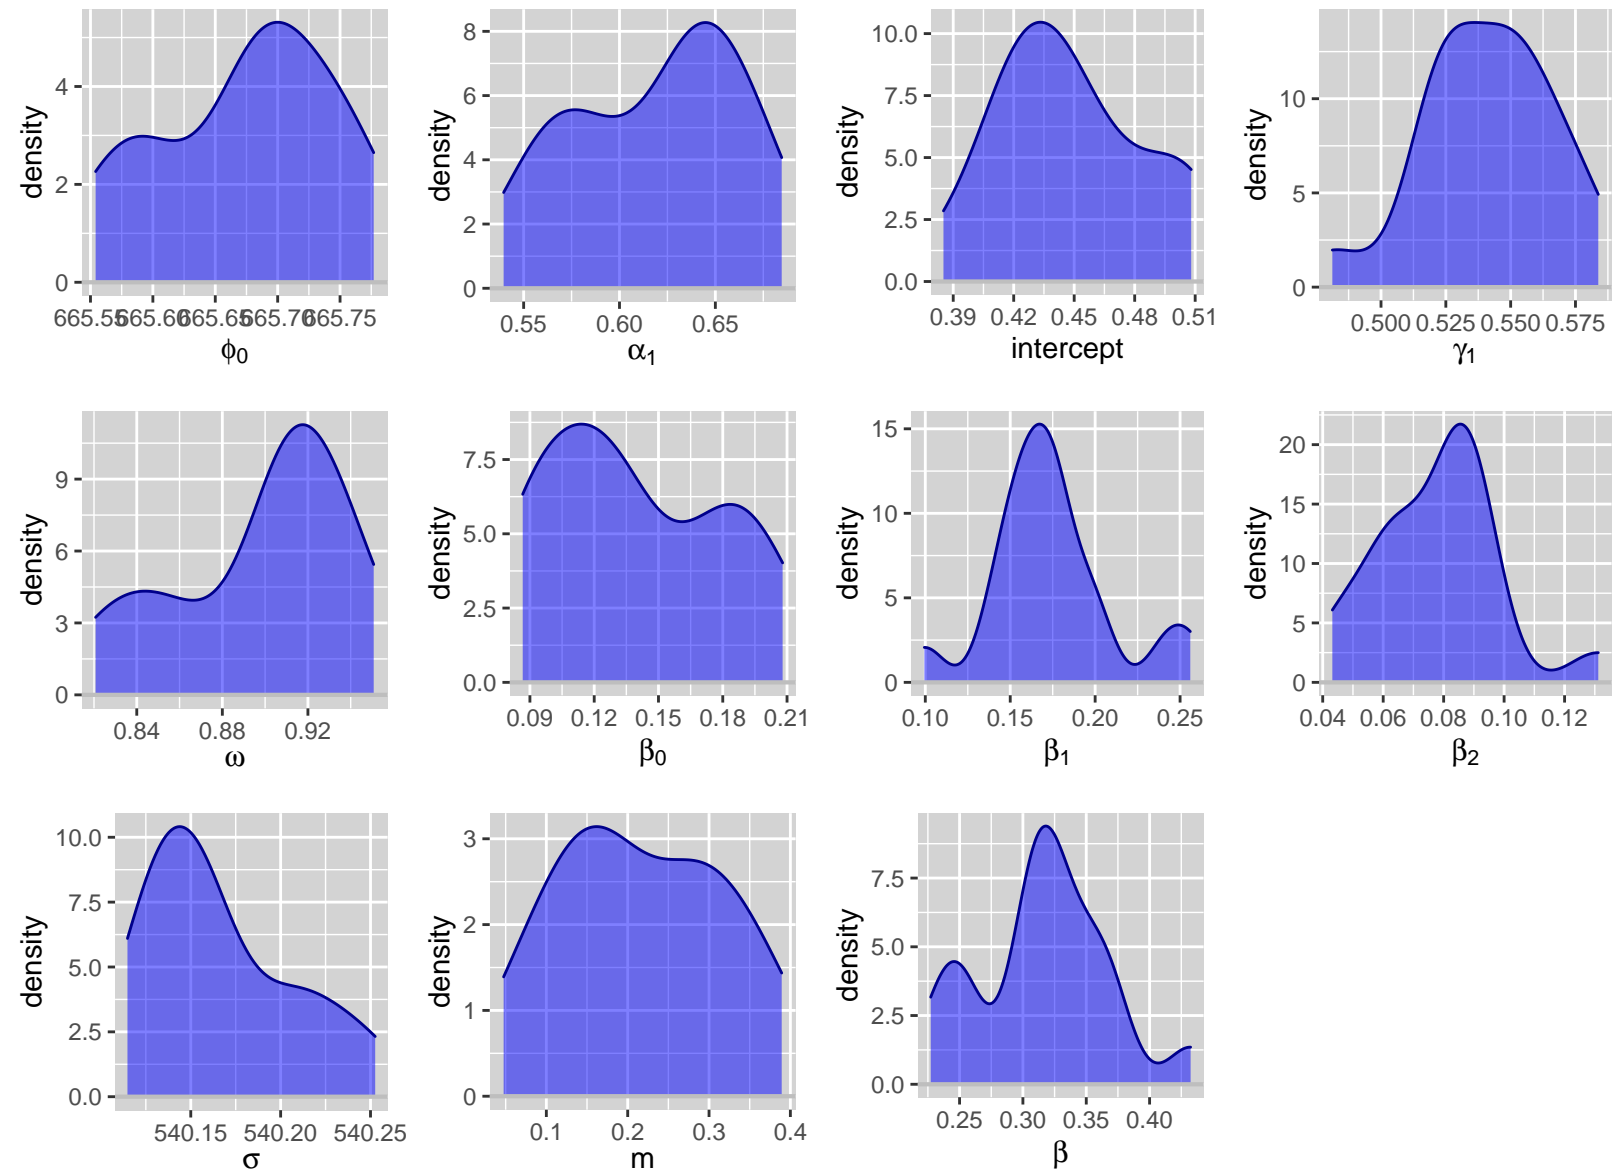 density
0
2
4
665.55 665.60 665.65 665.70 665.75
ϕ0
density
0
2
4
6
8
0.55 0.60 0.65
α1
density
0.0
2.5
5.0
7.5
10.0
0.39 0.42 0.45 0.48 0.51
intercept
density
0
5
10
0.500 0.525 0.550 0.575
γ1
density
0
3
6
9
0.84 0.88 0.92
ω
density
0.0
2.5
5.0
7.5
0.09 0.12 0.15 0.18 0.21
β0
density
0
5
10
15
0.10 0.15 0.20 0.25
β1
density
0
5
10
15
20
0.04 0.06 0.08 0.10 0.12
β2
density
0.0
2.5
5.0
7.5
10.0
540.15 540.20 540.25
σ
density
0
1
2
3
0.1 0.2 0.3 0.4
m
density
0.0
2.5
5.0
7.5
0.25 0.30 0.35 0.40
β